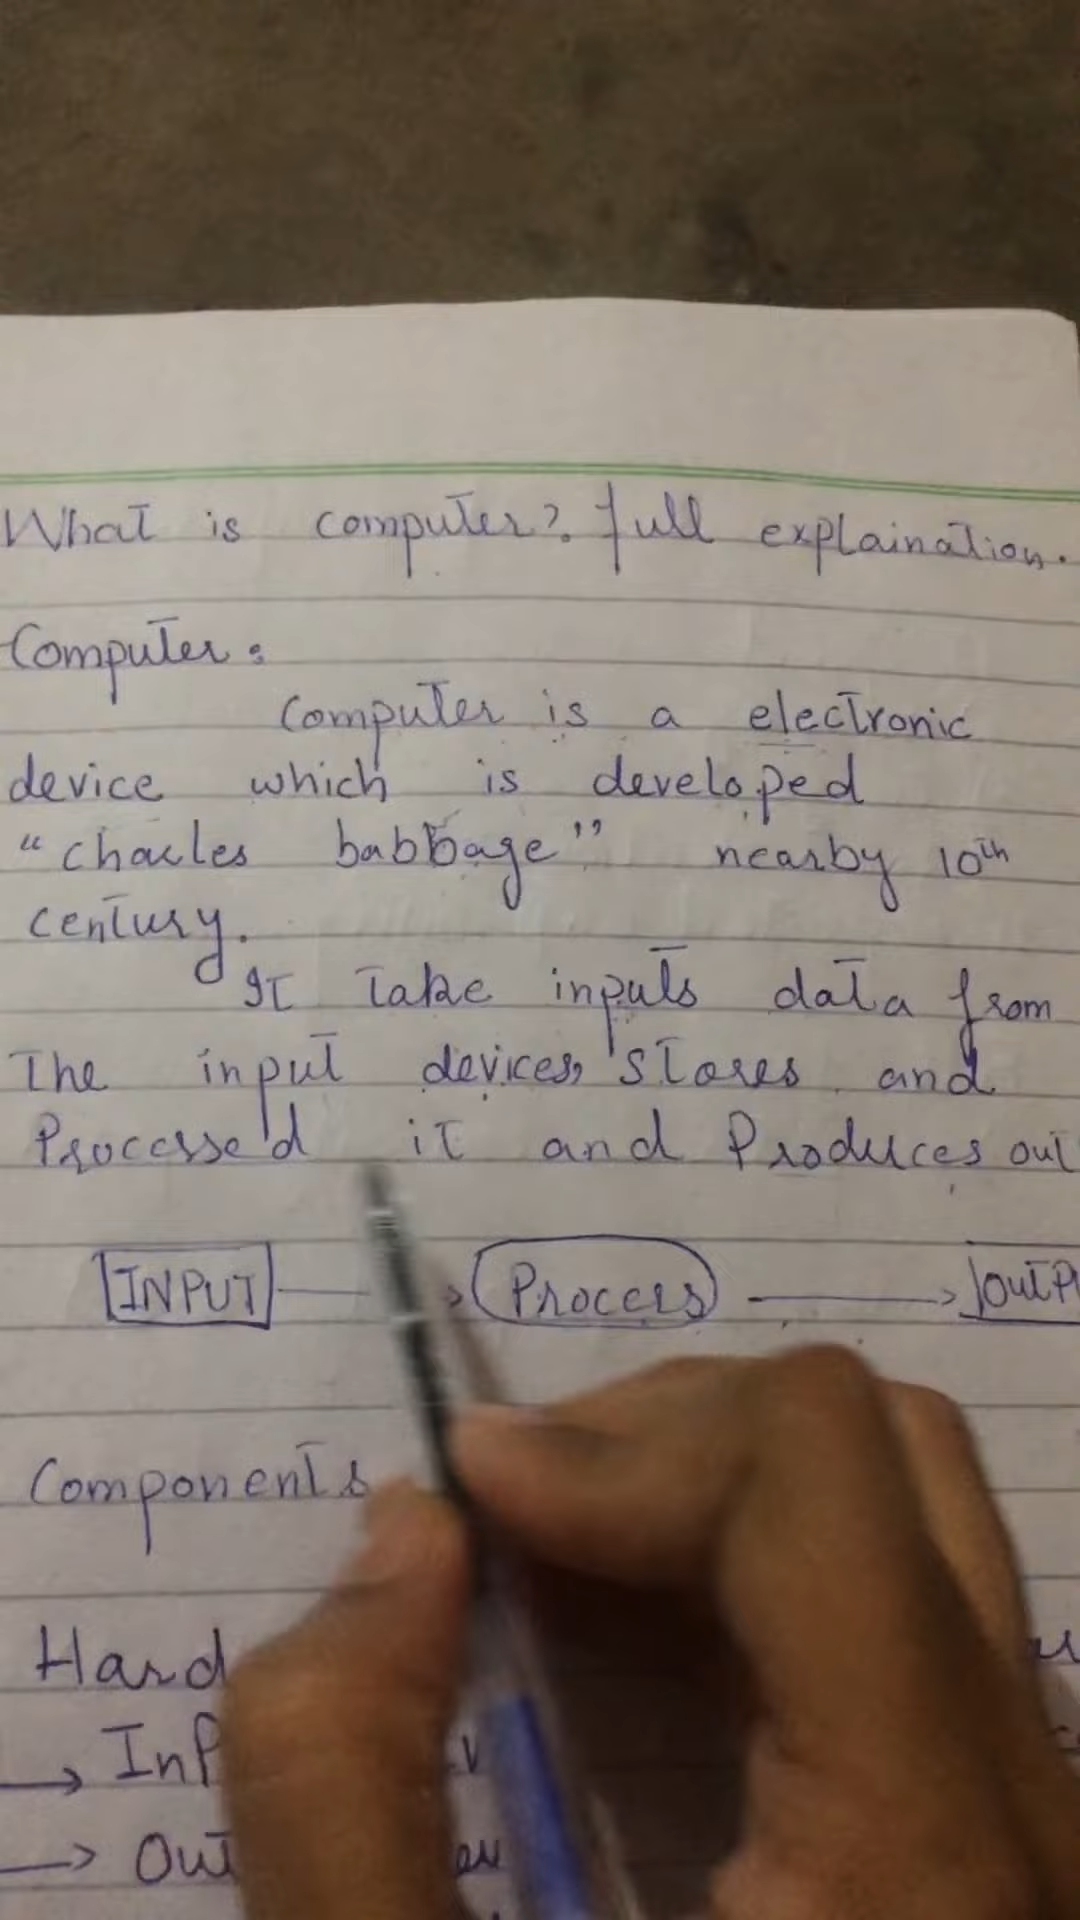 What is computer?. full explaination.
Computer:
Computer is a electronic
device which is developed
"charles babbage" nearby 10th
century.
It take inputs data from
The input devices, stores and
Processed it and Produces out
INPUT Process OUTP
Components
Hard
InP
Out